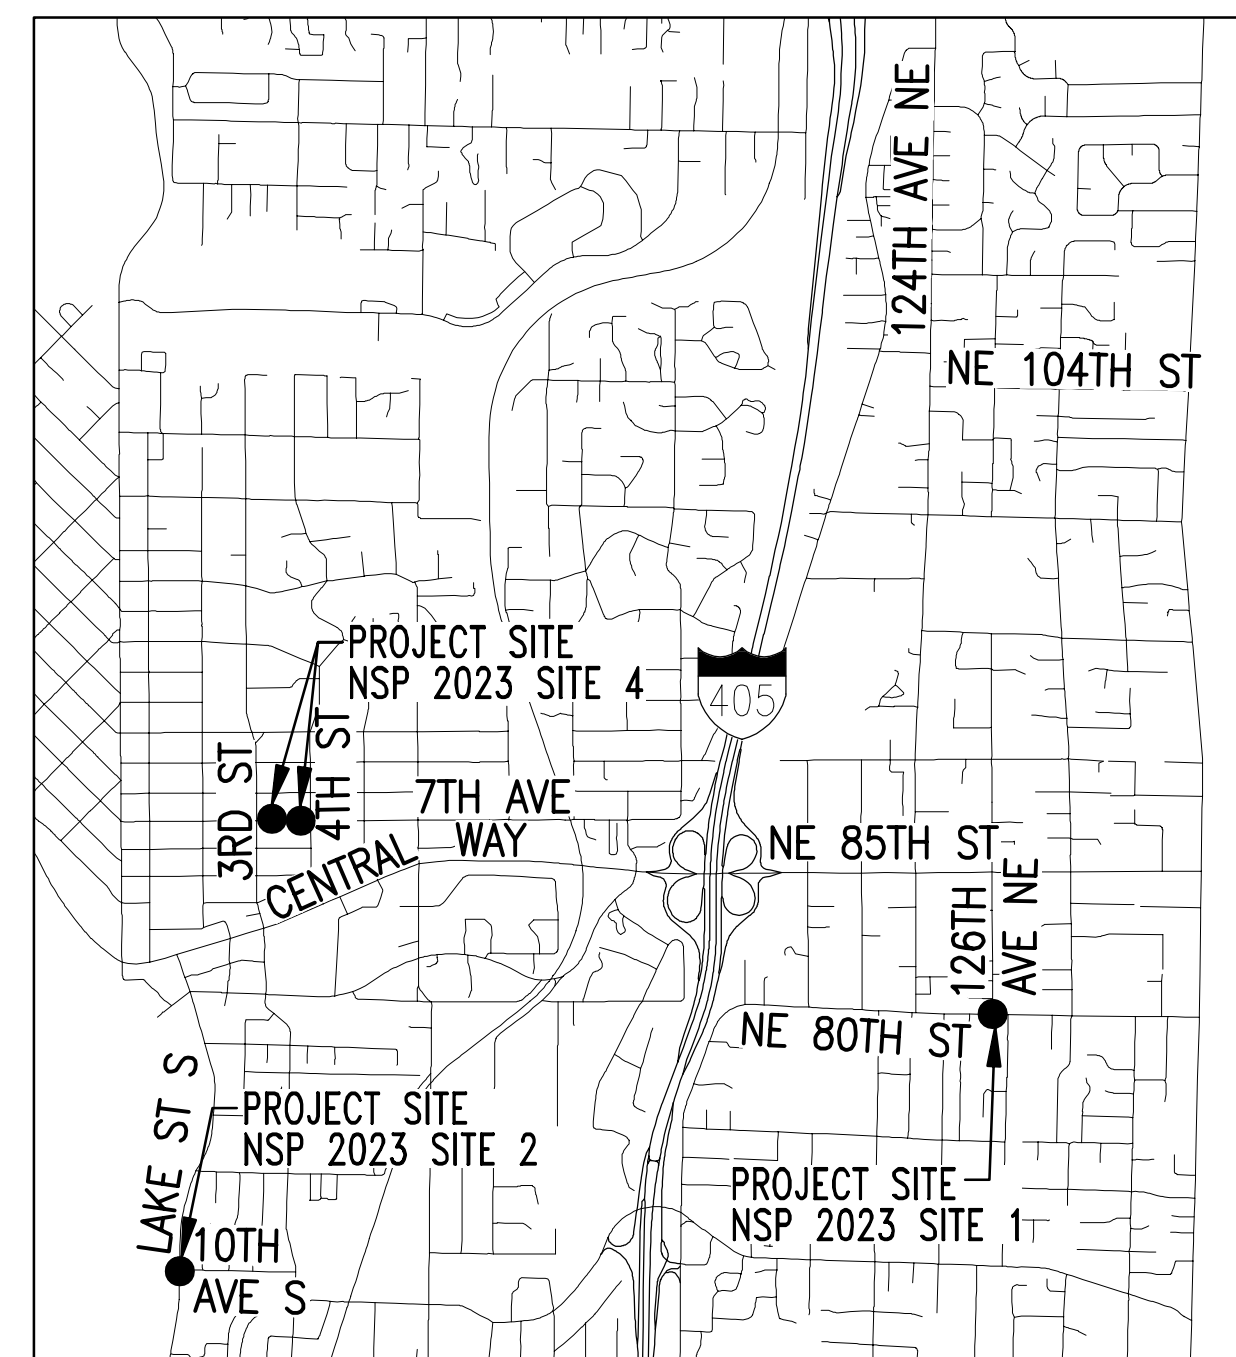 124TH AVE NE
NE 104TH ST
PROJECT SITE
NSP 2023 SITE 4
405
3RD ST
4TH ST
7TH AVE
CENTRAL WAY
NE 85TH ST
126TH
AVE NE
NE 80TH ST
LAKE ST S
PROJECT SITE
NSP 2023 SITE 2
PROJECT SITE
NSP 2023 SITE 1
10TH
AVE S